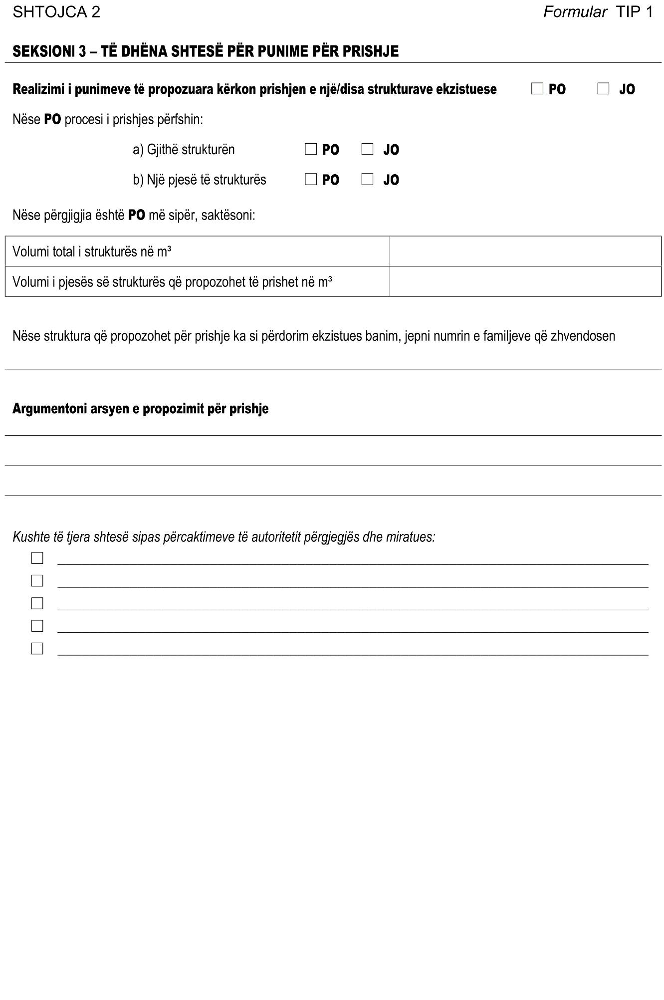 SHTOJCA 2 Formular TIP 1
SEKSIONI 3 – TË DHËNA SHTESË PËR PUNIME PËR PRISHJE
Realizimi i punimeve të propozuara kërkon prishjen e një/disa strukturave ekzistuese ☐ PO ☐ JO
Nëse PO procesi i prishjes përfshin:
a) Gjithë strukturën ☐ PO ☐ JO
b) Një pjesë të strukturës ☐ PO ☐ JO
Nëse përgjigjia është PO më sipër, saktësoni:
Volumi total i strukturës në m³
Volumi i pjesës së strukturës që propozohet të prishet në m³
Nëse struktura që propozohet për prishje ka si përdorim ekzistues banim, jepni numrin e familjeve që zhvendosen
Argumentoni arsyen e propozimit për prishje
Kushte të tjera shtesë sipas përcaktimeve të autoritetit përgjegjës dhe miratues: